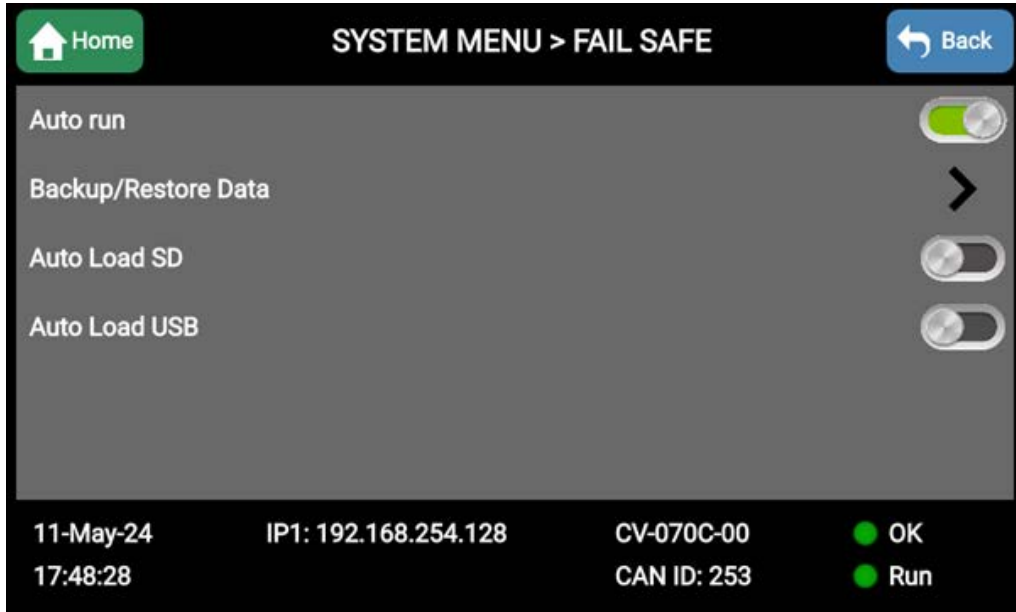 Home SYSTEM MENU > FAIL SAFE Back
Auto run
Backup/Restore Data
Auto Load SD
Auto Load USB
11-May-24 IP1: 192.168.254.128 CV-070C-00 OK
17:48:28 CAN ID: 253 Run